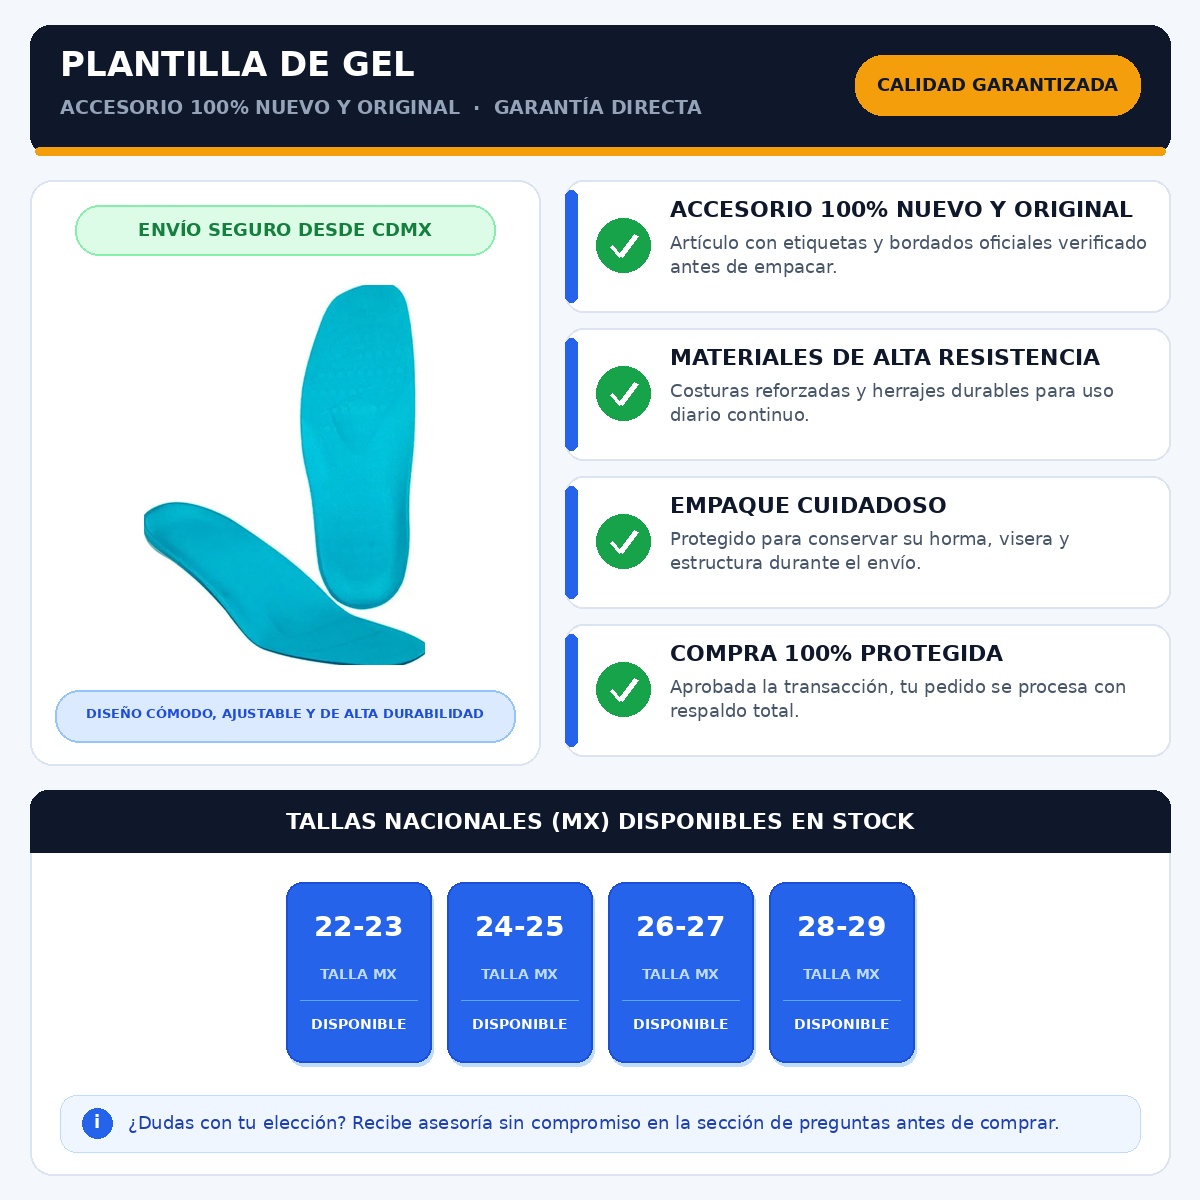 PLANTILLA DE GEL
ACCESORIO 100% NUEVO Y ORIGINAL · GARANTÍA DIRECTA
CALIDAD GARANTIZADA
ENVÍO SEGURO DESDE CDMX
DISEÑO CÓMODO, AJUSTABLE Y DE ALTA DURABILIDAD
ACCESORIO 100% NUEVO Y ORIGINAL
Artículo con etiquetas y bordados oficiales verificado
antes de empacar.
MATERIALES DE ALTA RESISTENCIA
Costuras reforzadas y herrajes durables para uso
diario continuo.
EMPAQUE CUIDADOSO
Protegido para conservar su horma, visera y
estructura durante el envío.
COMPRA 100% PROTEGIDA
Aprobada la transacción, tu pedido se procesa con
respaldo total.
TALLAS NACIONALES (MX) DISPONIBLES EN STOCK
22-23
TALLA MX
DISPONIBLE
24-25
TALLA MX
DISPONIBLE
26-27
TALLA MX
DISPONIBLE
28-29
TALLA MX
DISPONIBLE
i ¿Dudas con tu elección? Recibe asesoría sin compromiso en la sección de preguntas antes de comprar.